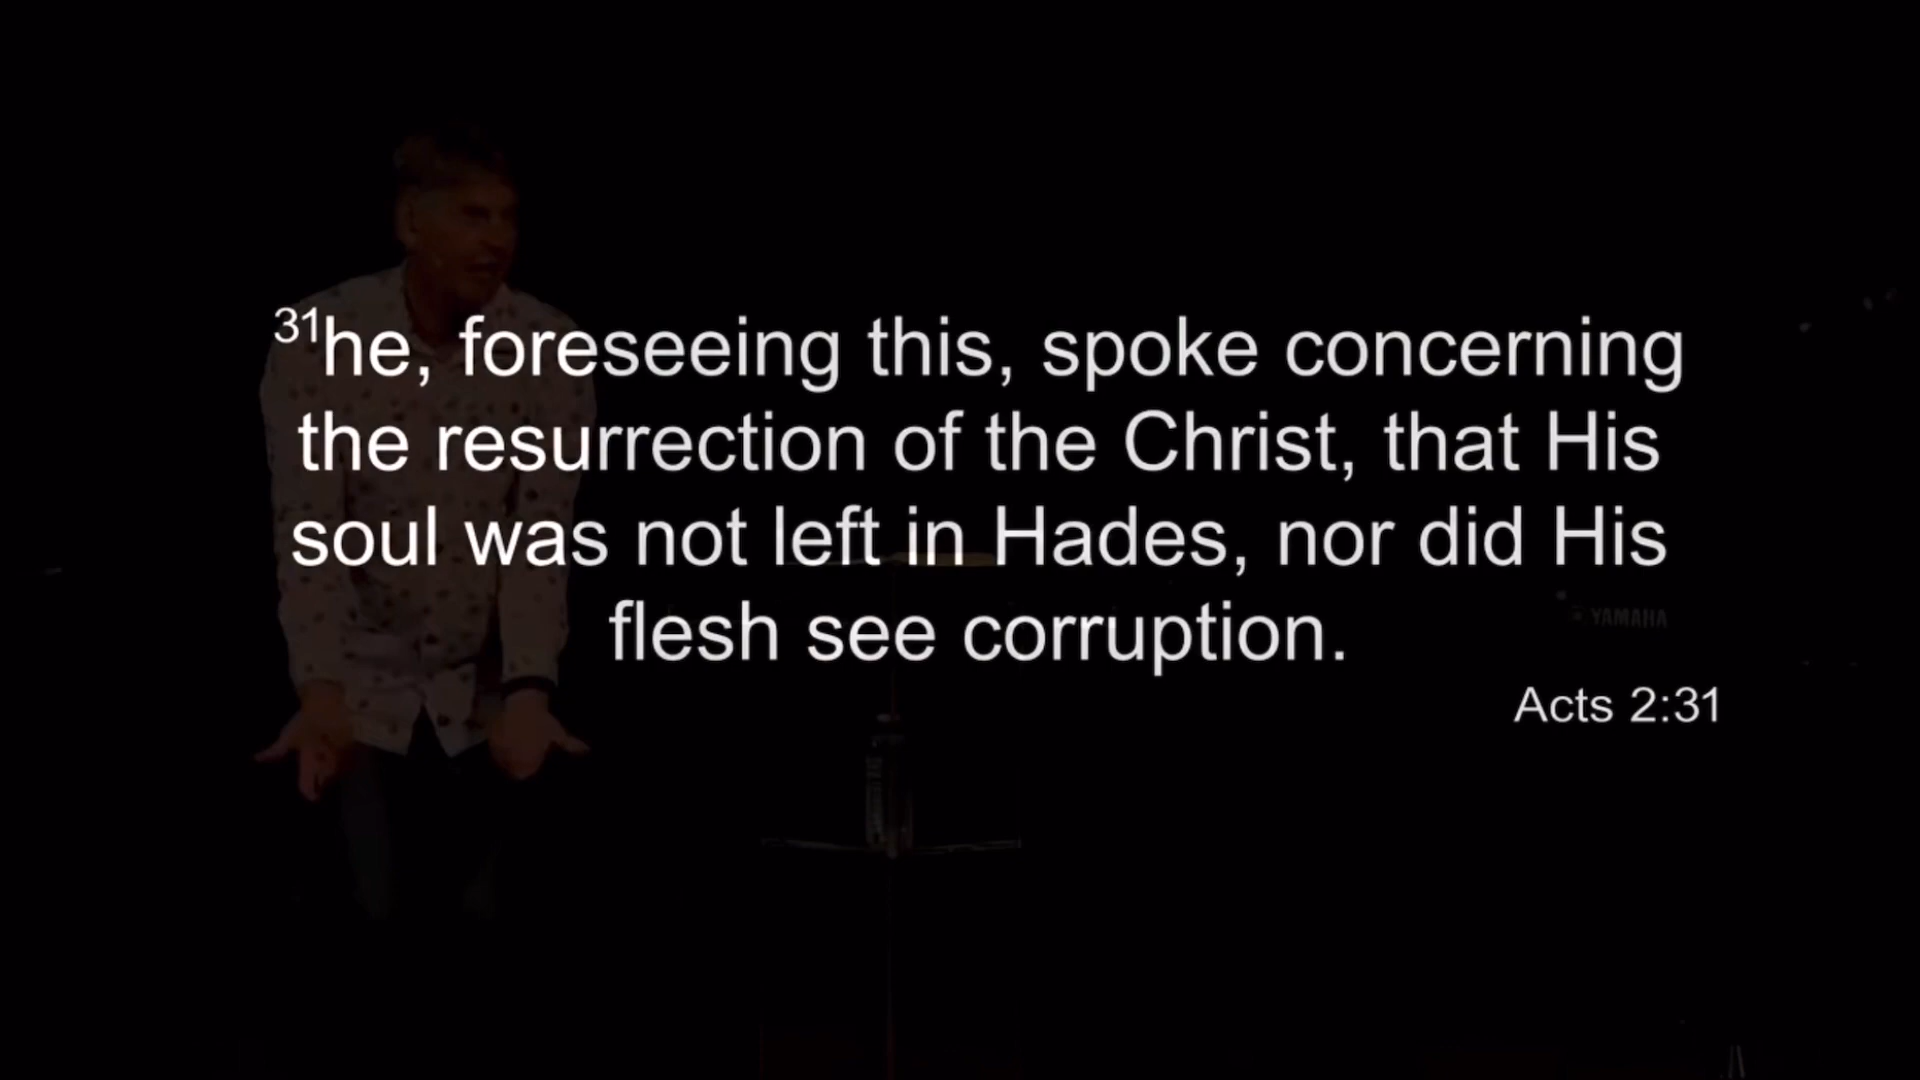 31he, foreseeing this, spoke concerning
the resurrection of the Christ, that His
soul was not left in Hades, nor did His
flesh see corruption.
Acts 2:31
YAMAHA